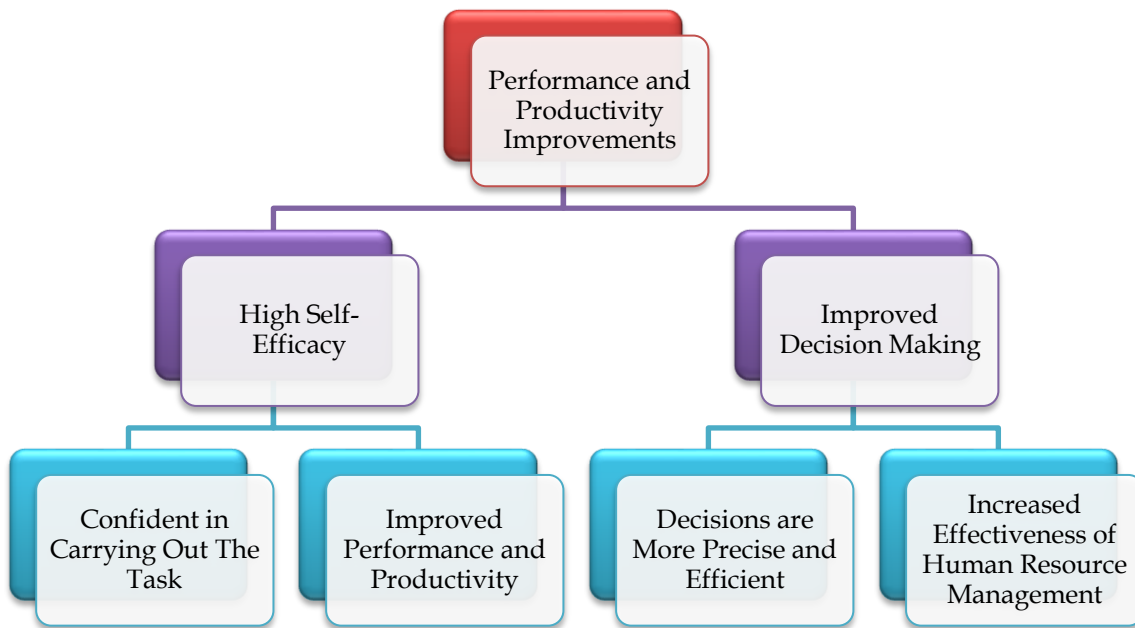 Performance and
Productivity
Improvements
High Self-
Efficacy
Improved
Decision Making
Confident in
Carrying Out The
Task
Improved
Performance and
Productivity
Decisions are
More Precise and
Efficient
Increased
Effectiveness of
Human Resource
Management